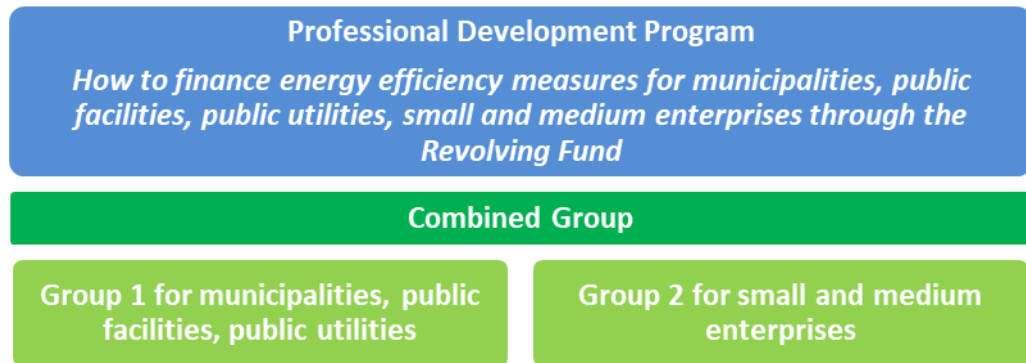 Professional Development Program
How to finance energy efficiency measures for municipalities, public
facilities, public utilities, small and medium enterprises through the
Revolving Fund
Combined Group
Group 1 for municipalities, public
facilities, public utilities
Group 2 for small and medium
enterprises